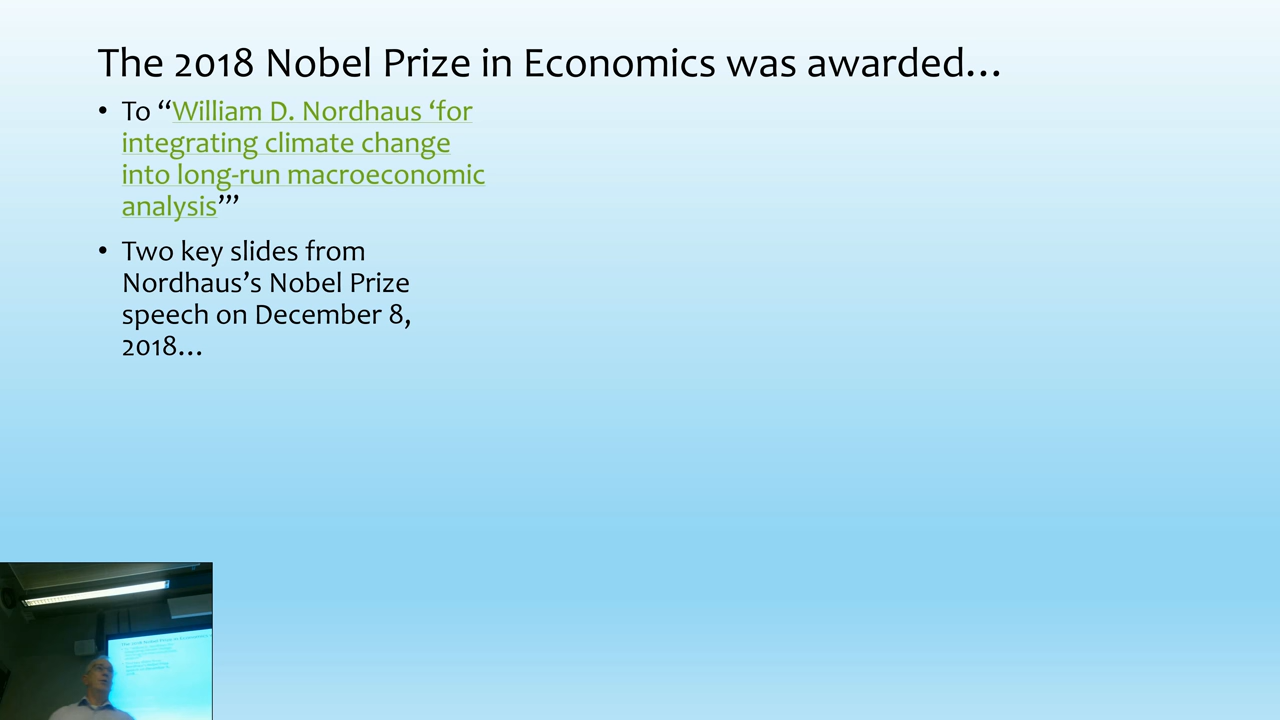 The 2018 Nobel Prize in Economics was awarded...
• To “William D. Nordhaus ‘for
integrating climate change
into long-run macroeconomic
analysis’”
• Two key slides from
Nordhaus’s Nobel Prize
speech on December 8,
2018...